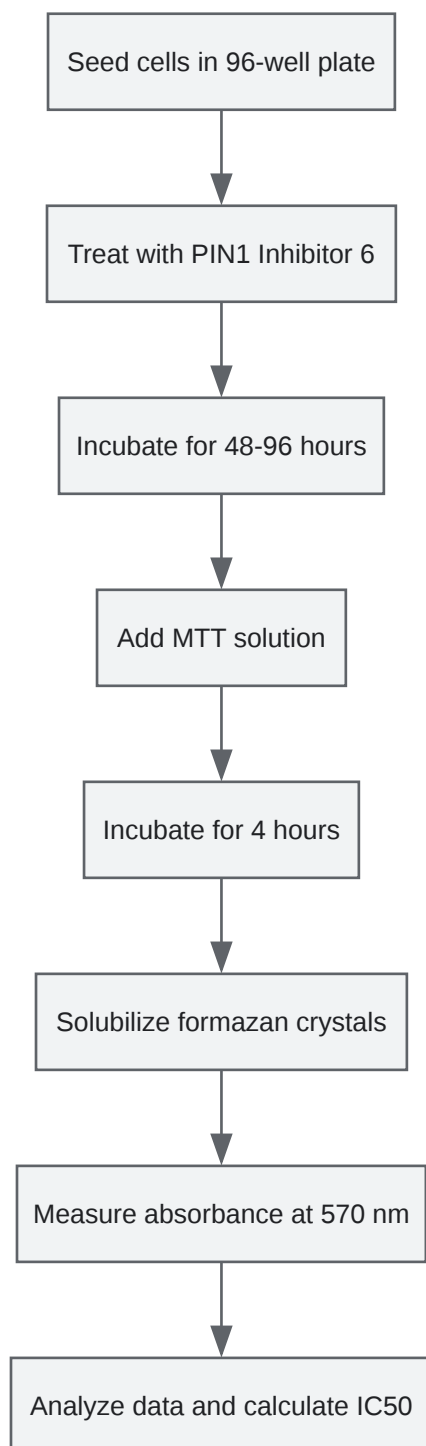 Seed cells in 96-well plate
Treat with PIN1 Inhibitor 6
Incubate for 48-96 hours
Add MTT solution
Incubate for 4 hours
Solubilize formazan crystals
Measure absorbance at 570 nm
Analyze data and calculate IC50